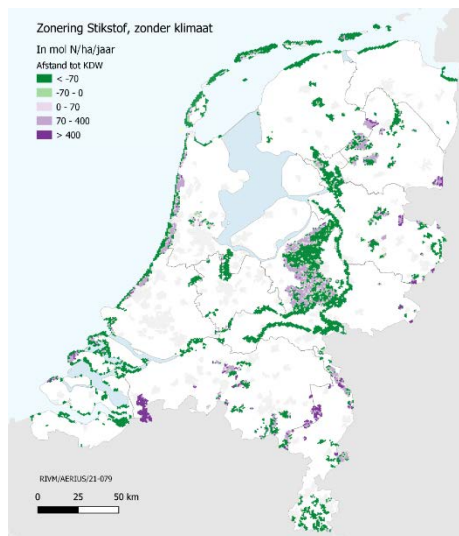 Zonering Stikstof, zonder klimaat
In mol N/ha/jaar
Afstand tot KDW
< -70
-70 - 0
0 - 70
70 - 400
> 400
RIVM/AERIUS/21-079
0 25 50 km